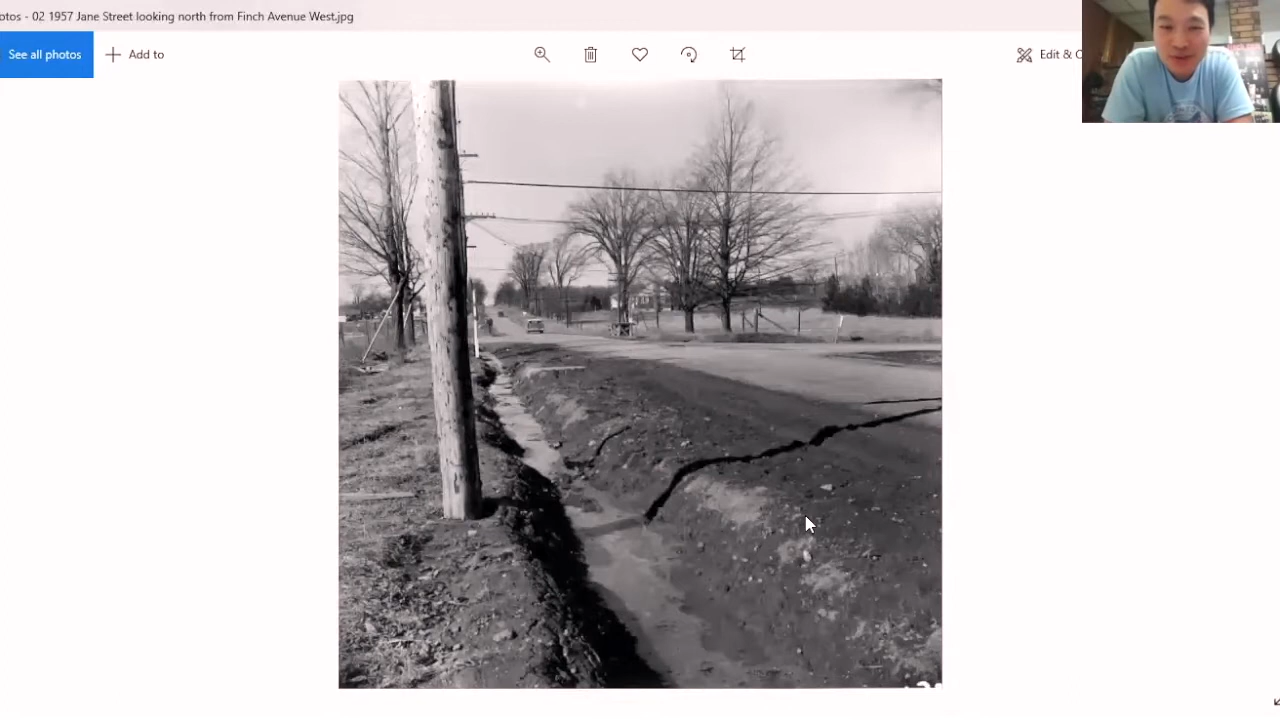 otos - 02 1957 Jane Street looking north from Finch Avenue West.jpg
See all photos
Add to
Edit & C